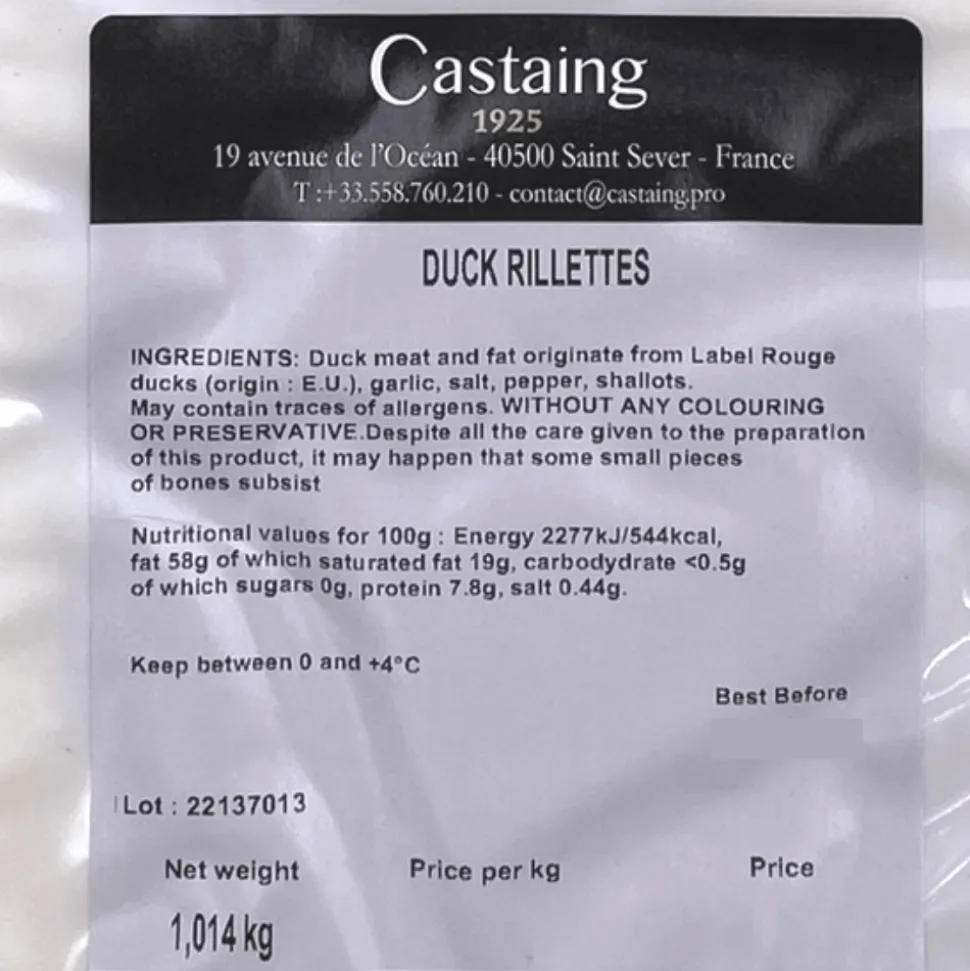 Castaing
1925
19 avenue de l'Océan - 40500 Saint Sever - France
T :+33.558.760.210 - contact@castaing.pro
DUCK RILLETTES
INGREDIENTS: Duck meat and fat originate from Label Rouge
ducks (origin : E.U.), garlic, salt, pepper, shallots.
May contain traces of allergens. WITHOUT ANY COLOURING
OR PRESERVATIVE.Despite all the care given to the preparation
of this product, it may happen that some small pieces
of bones subsist
Nutritional values for 100g : Energy 2277kJ/544kcal,
fat 58g of which saturated fat 19g, carbodydrate <0.5g
of which sugars 0g, protein 7.8g, salt 0.44g.
Keep between 0 and +4°C
Best Before
Lot : 22137013
Net weight Price per kg Price
1,014 kg